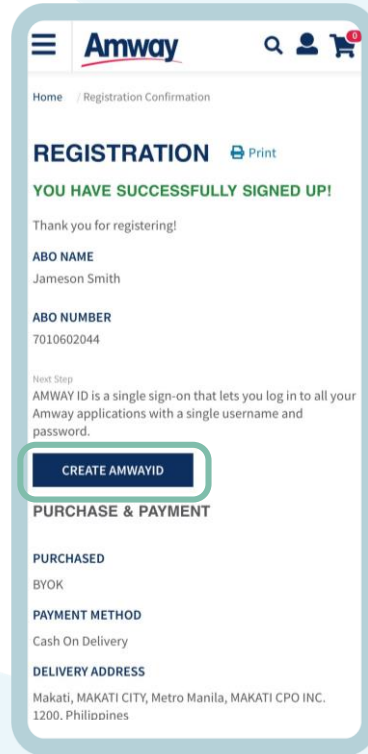 Amway
0
Home / Registration Confirmation
REGISTRATION Print
YOU HAVE SUCCESSFULLY SIGNED UP!
Thank you for registering!
ABO NAME
Jameson Smith
ABO NUMBER
7010602044
Next Step
AMWAY ID is a single sign-on that lets you log in to all your
Amway applications with a single username and
password.
CREATE AMWAYID
PURCHASE & PAYMENT
PURCHASED
BYOK
PAYMENT METHOD
Cash On Delivery
DELIVERY ADDRESS
Makati, MAKATI CITY, Metro Manila, MAKATI CPO INC.
1200, Philippines